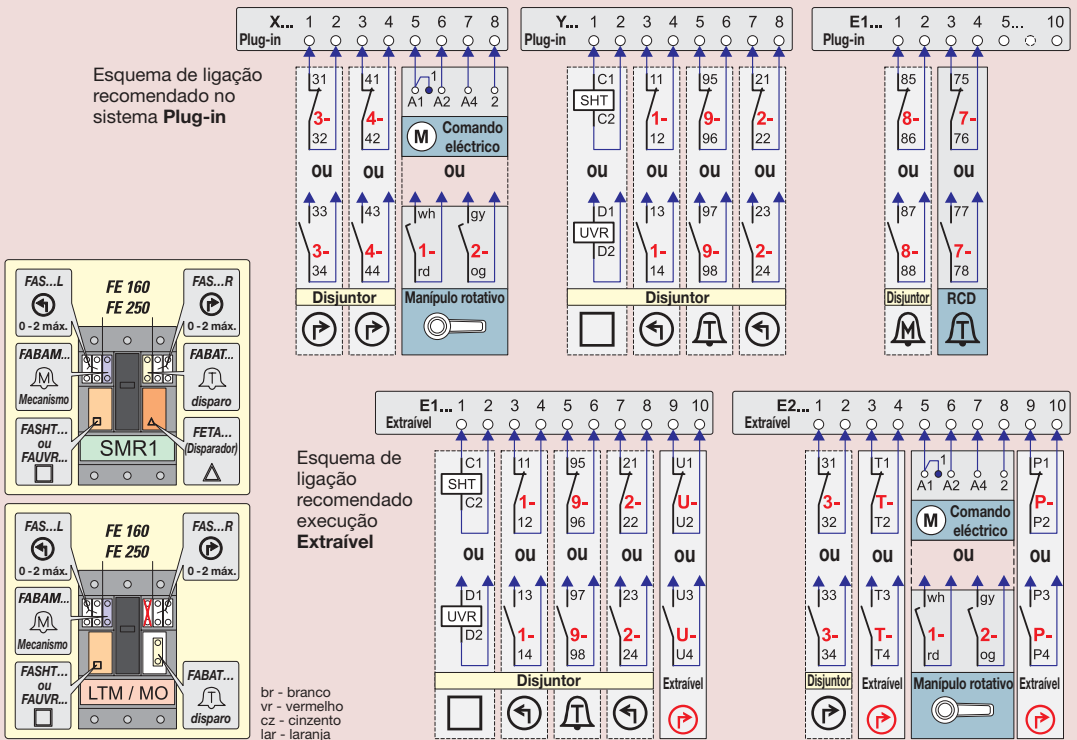 X... 1 2 3 4 5 6 7 8
Plug-in
Y... 1 2 3 4 5 6 7 8
Plug-in
E1... 1 2 3 4 5... 10
Plug-in
Esquema de ligação
recomendado no
sistema Plug-in
31
3-
32
41
4-
42
1
A1 A2 A4 2
M Comando
eléctrico
C1
SHT
C2
11
1-
12
95
9-
96
21
2-
22
85
8-
86
75
7-
76
ou ou ou
ou ou ou ou
ou ou
33
3-
34
43
4-
44
wh
1-
rd
gy
2-
og
D1
UVR
D2
13
1-
14
97
9-
98
23
2-
24
87
8-
88
77
7-
78
Disjuntor
Manípulo rotativo
Disjuntor
Disjuntor
RCD
T
M
T
FAS...L
0 - 2 máx.
FE 160
FE 250
FAS...R
0 - 2 máx.
FABAM...
M
Mecanismo
FABAT...
T
disparo
FASHT...
ou
FAUVR...
SMR1
FETA...
(Disparador)
FAS...L
0 - 2 máx.
FE 160
FE 250
FAS...R
0 - 2 máx.
FABAM...
M
Mecanismo
FASHT...
ou
FAUVR...
LTM / MO
FABAT...
T
disparo
br - branco
vr - vermelho
cz - cinzento
lar - laranja
Esquema de
ligação
recomendado
execução
Extraível
E1... 1 2 3 4 5 6 7 8 9 10
Extraível
C1
SHT
C2
11
1-
12
95
9-
96
21
2-
22
U1
U-
U2
ou ou ou ou ou
D1
UVR
D2
13
1-
14
97
9-
98
23
2-
24
U3
U-
U4
Disjuntor
Extraível
T
E2... 1 2 3 4 5 6 7 8 9 10
Extraível
31
3-
32
T1
T-
T2
1
A1 A2 A4 2
M Comando
eléctrico
P1
P-
P2
ou ou ou ou
33
3-
34
T3
T-
T4
wh
1-
rd
gy
2-
og
P3
P-
P4
Disjuntor
Extraível
Manípulo rotativo
Extraível